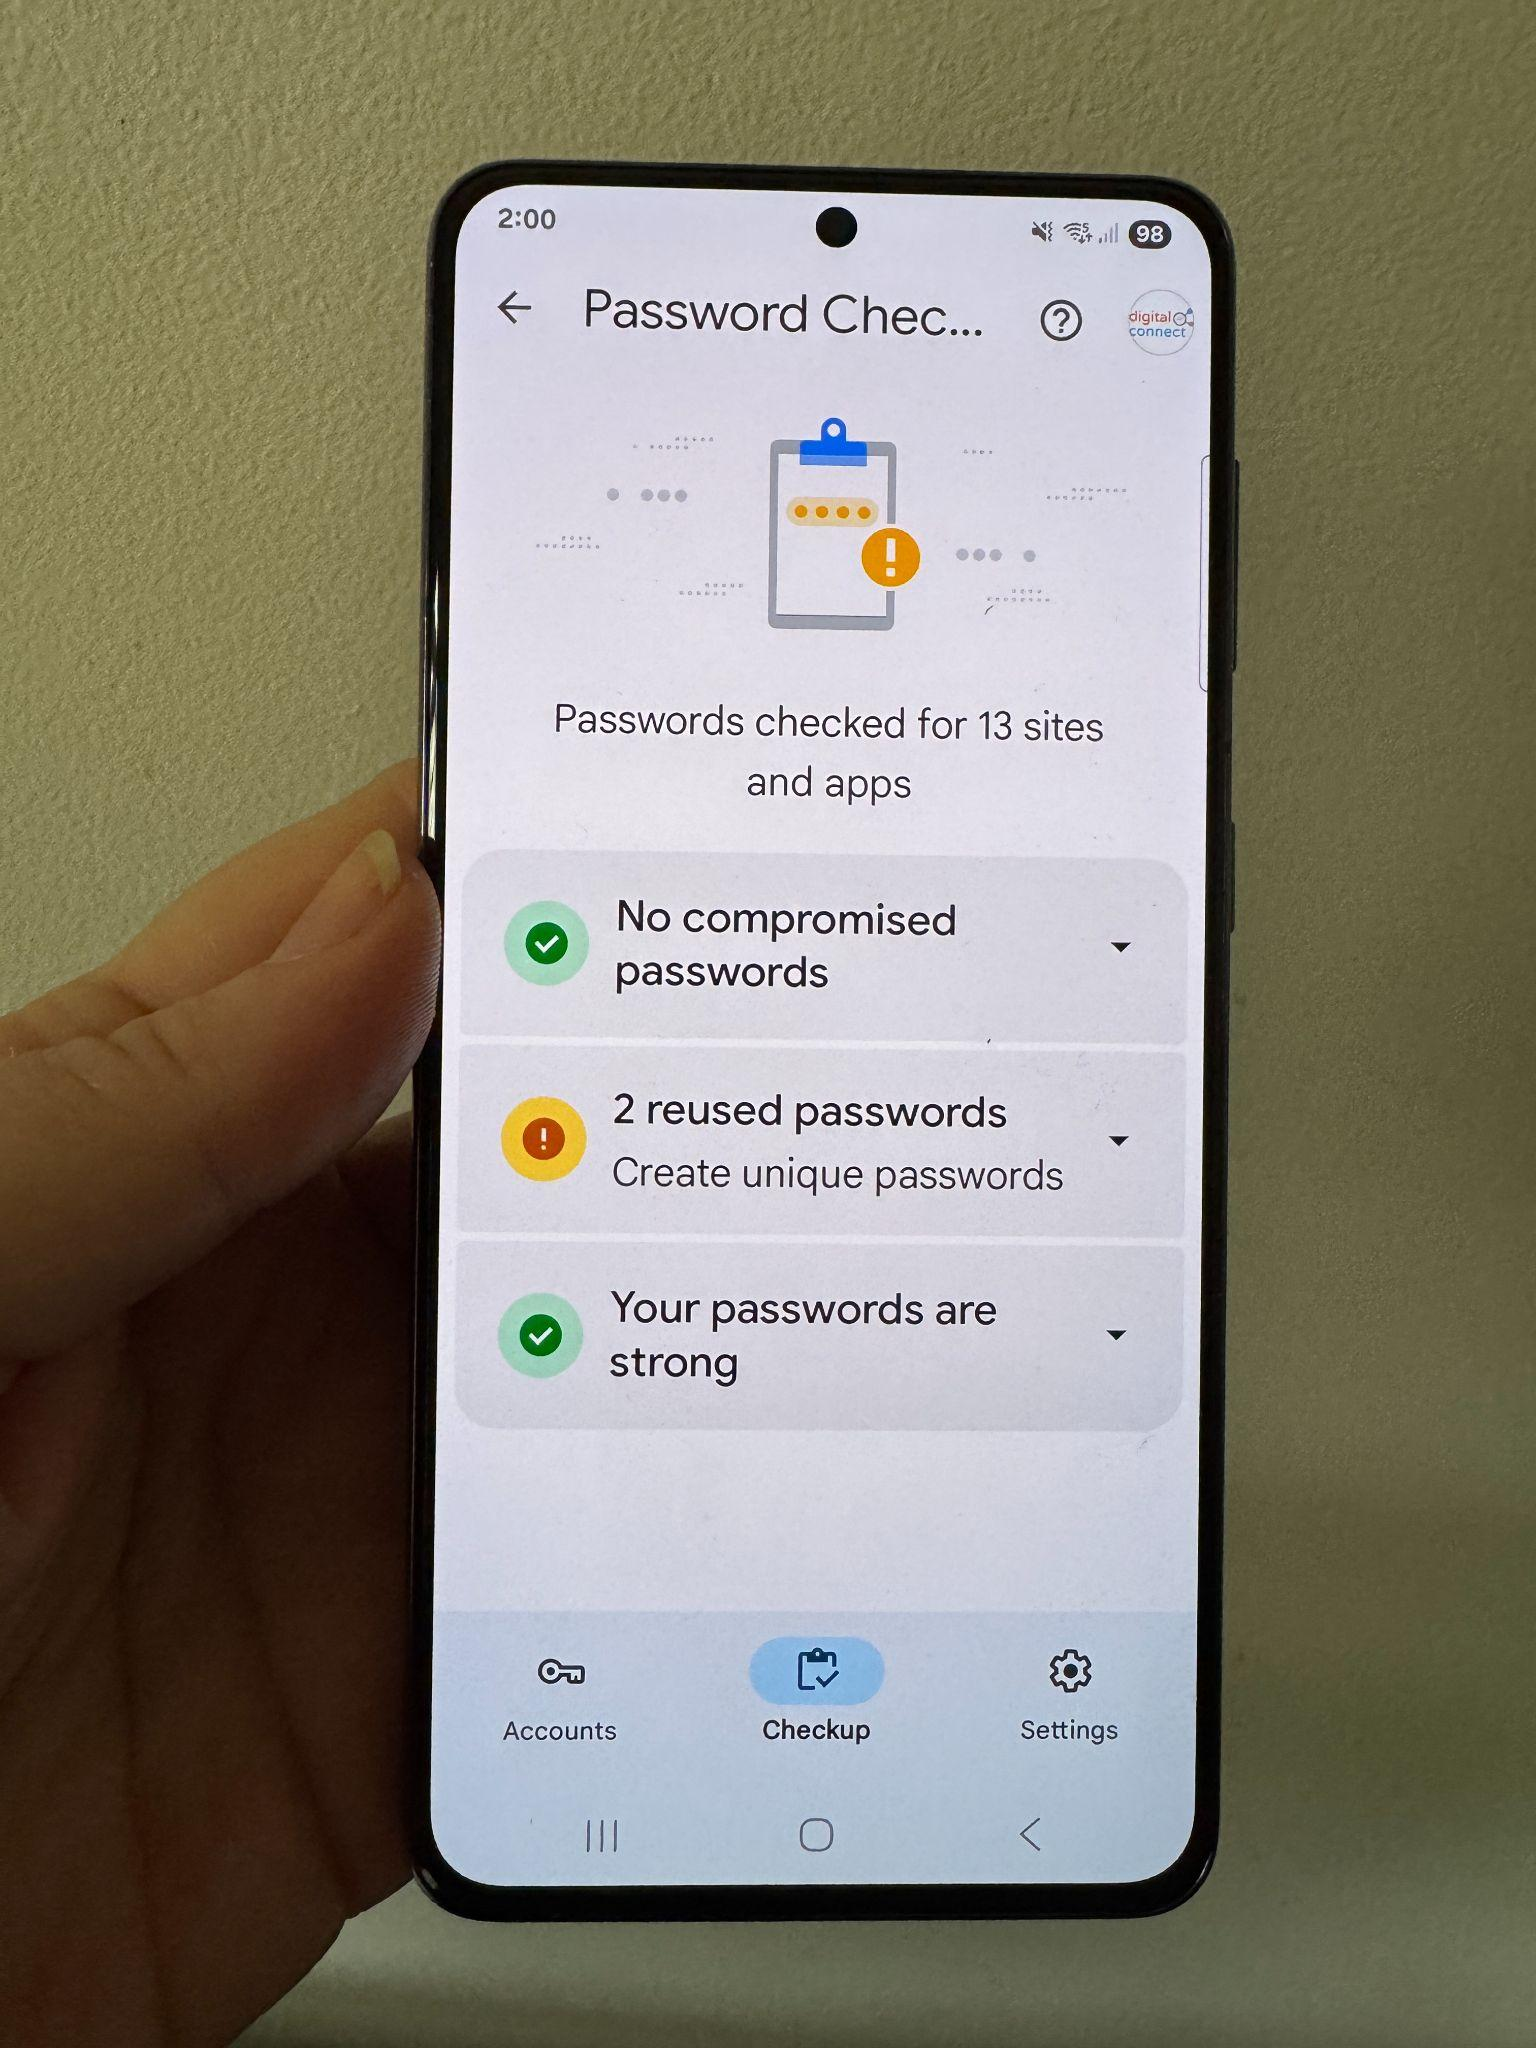 2:00
98
Password Chec...
digital
connect
Passwords checked for 13 sites
and apps
No compromised
passwords
2 reused passwords
Create unique passwords
Your passwords are
strong
Accounts
Checkup
Settings